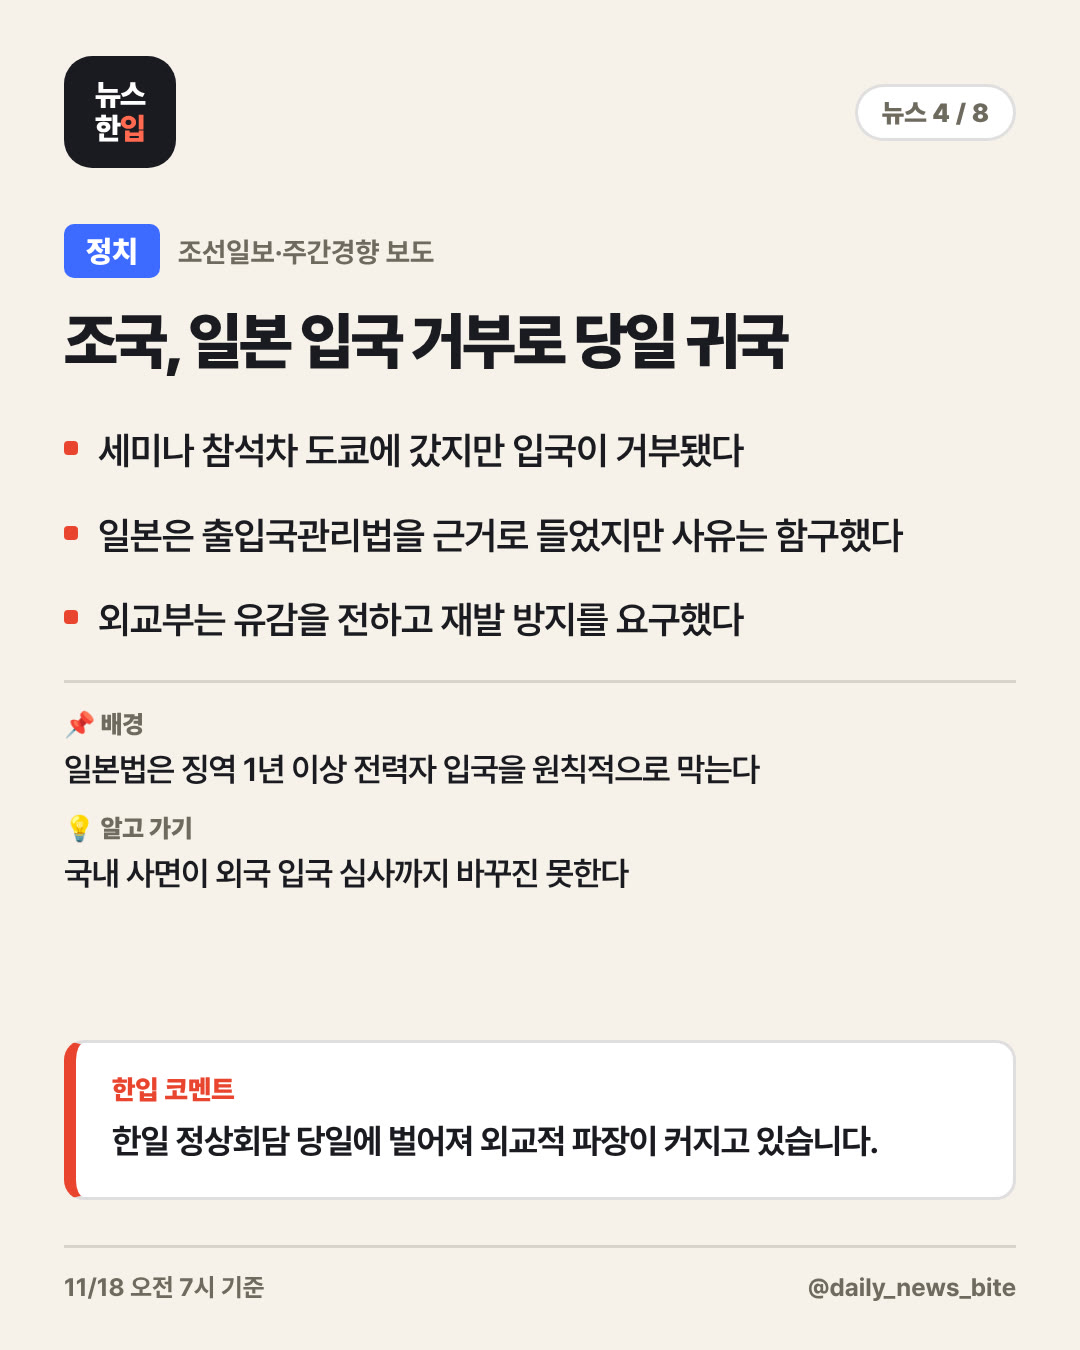 뉴스
한입
뉴스 4 / 8
정치
조선일보·주간경향 보도
조국, 일본 입국 거부로 당일 귀국
세미나 참석차 도쿄에 갔지만 입국이 거부됐다
일본은 출입국관리법을 근거로 들었지만 사유는 함구했다
외교부는 유감을 전하고 재발 방지를 요구했다
📌 배경
일본법은 징역 1년 이상 전력자 입국을 원칙적으로 막는다
💡 알고 가기
국내 사면이 외국 입국 심사까지 바꾸진 못한다
한입 코멘트
한일 정상회담 당일에 벌어져 외교적 파장이 커지고 있습니다.
11/18 오전 7시 기준
@daily_news_bite